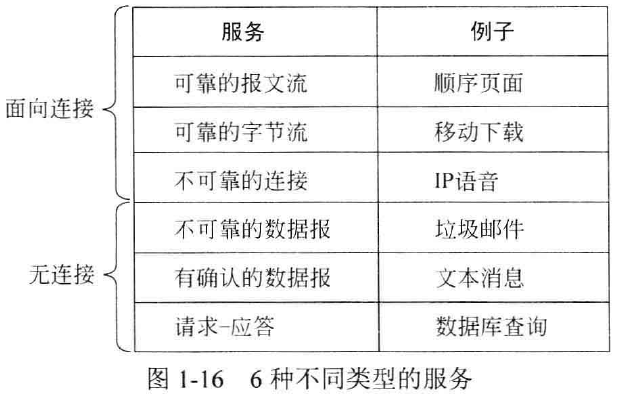 服务 例子
可靠的报文流 顺序页面
面向连接
可靠的字节流 移动下载
不可靠的连接 IP语音
不可靠的数据报 垃圾邮件
无连接
有确认的数据报 文本消息
请求-应答 数据库查询
图 1-16 6 种不同类型的服务